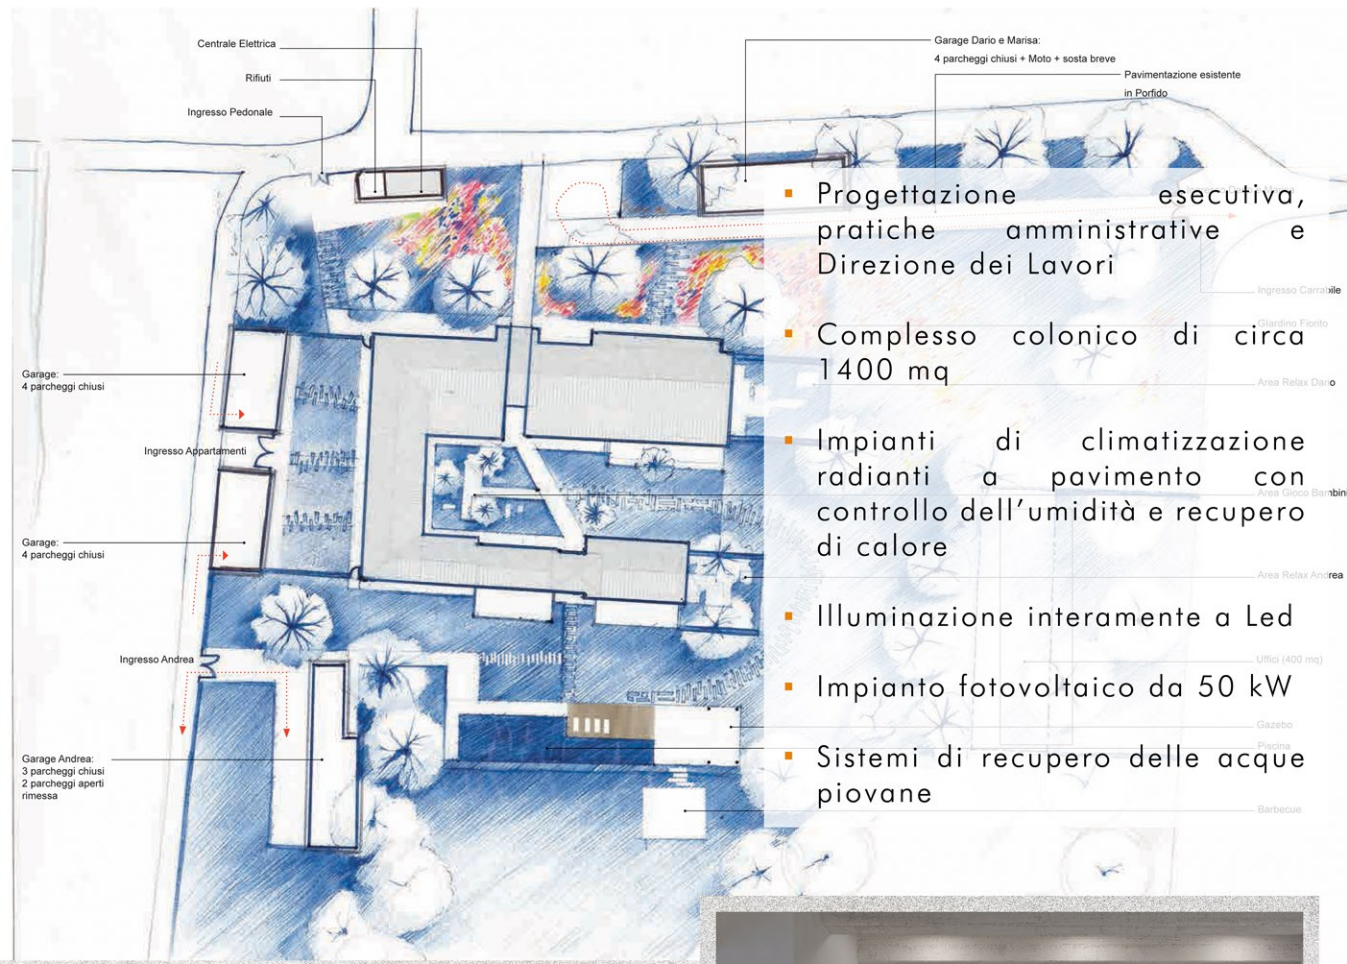 Centrale Elettrica
Rifiuti
Ingresso Pedonale
Garage Dario e Marisa:
4 parcheggi chiusi + Moto + sosta breve
Pavimentazione esistente
in Porfido
Garage:
4 parcheggi chiusi
Ingresso Appartamenti
Garage:
4 parcheggi chiusi
Ingresso Andrea
Garage Andrea:
3 parcheggi chiusi
2 parcheggi aperti
rimessa
▪ Progettazione esecutiva,
pratiche amministrative e
Direzione dei Lavori
▪ Complesso colonico di circa
1400 mq
▪ Impianti di climatizzazione
radianti a pavimento con
controllo dell’umidità e recupero
di calore
▪ Illuminazione interamente a Led
▪ Impianto fotovoltaico da 50 kW
▪ Sistemi di recupero delle acque
piovane
Ingresso Carrabile
Giardino Fiorito
Area Relax Dario
Area Gioco Bambini
Area Relax Andrea
Uffici (400 mq)
Gazebo
Piscina
Barbecue